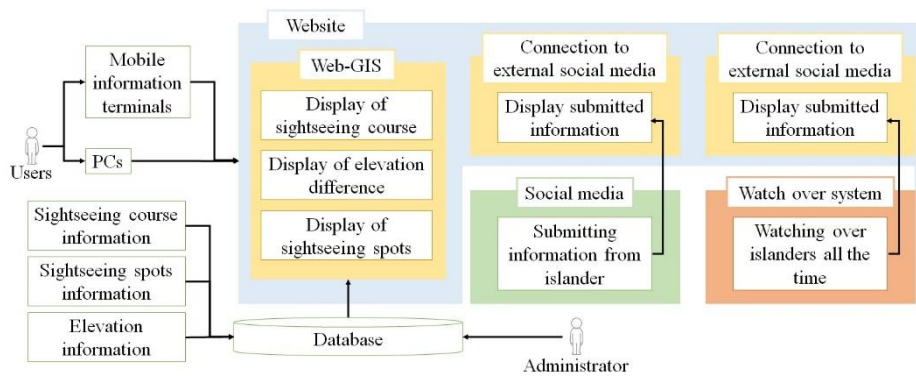 Website
Mobile
information
terminals
PCs
Users
Web-GIS
Display of
sightseeing course
Display of elevation
difference
Display of
sightseeing spots
Connection to
external social media
Display submitted
information
Connection to
external social media
Display submitted
information
Social media
Submitting
information from
islander
Watch over system
Watching over
islanders all the
time
Sightseeing course
information
Sightseeing spots
information
Elevation
information
Database
Administrator